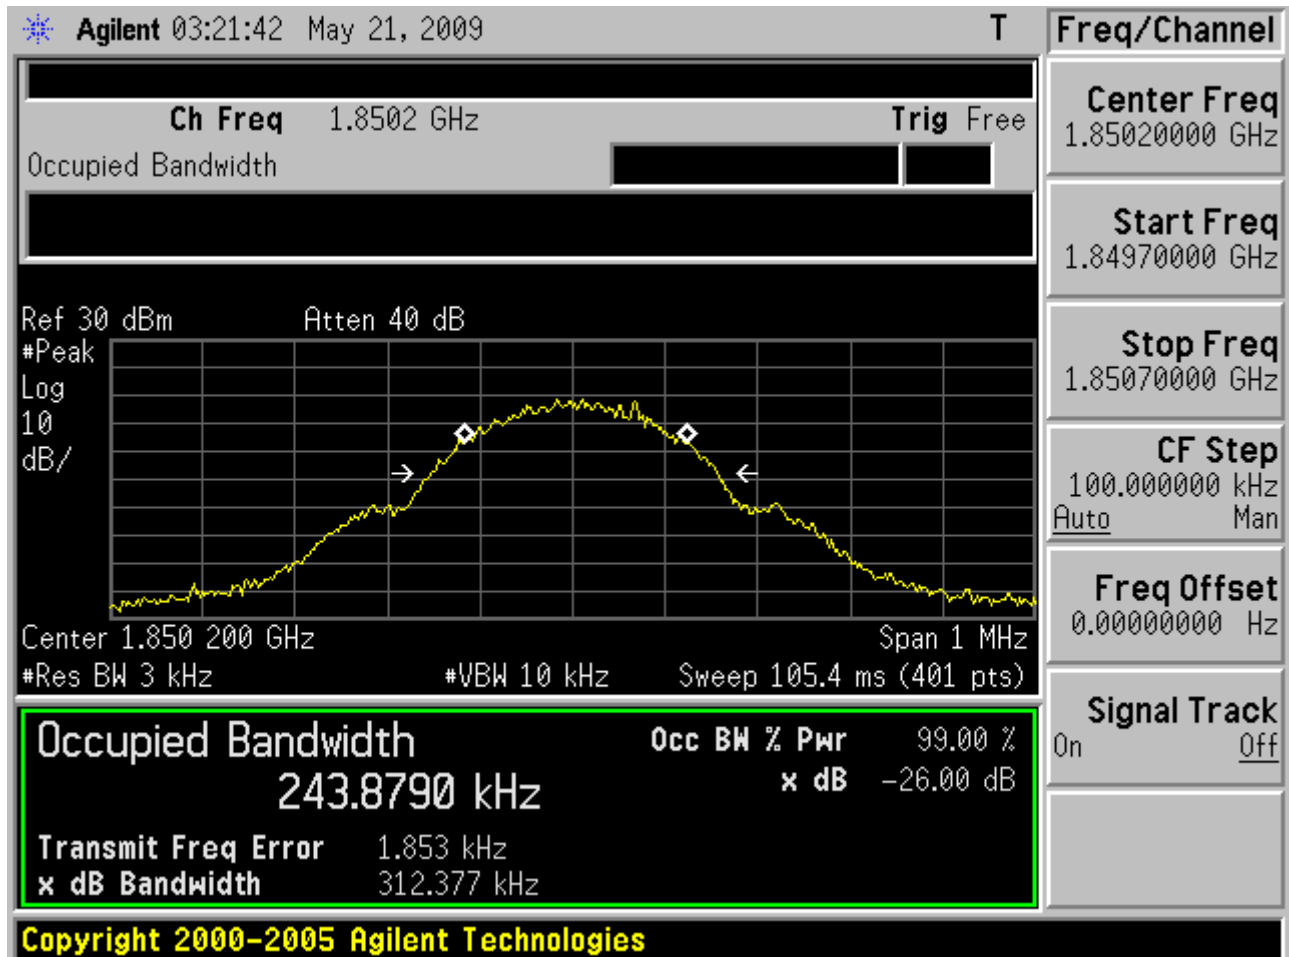 Agilent 03:21:42 May 21, 2009 T
Freq/Channel
Ch Freq 1.8502 GHz Trig Free
Occupied Bandwidth
Center Freq
1.85020000 GHz
Start Freq
1.84970000 GHz
Stop Freq
1.85070000 GHz
CF Step
100.000000 kHz
Auto Man
Freq Offset
0.00000000 Hz
Signal Track
On Off
Ref 30 dBm Atten 40 dB
#Peak
Log
10
dB/
Center 1.850 200 GHz Span 1 MHz
#Res BW 3 kHz #VBW 10 kHz Sweep 105.4 ms (401 pts)
Occupied Bandwidth
243.8790 kHz
Occ BW % Pwr 99.00 %
x dB -26.00 dB
Transmit Freq Error 1.853 kHz
x dB Bandwidth 312.377 kHz
Copyright 2000-2005 Agilent Technologies